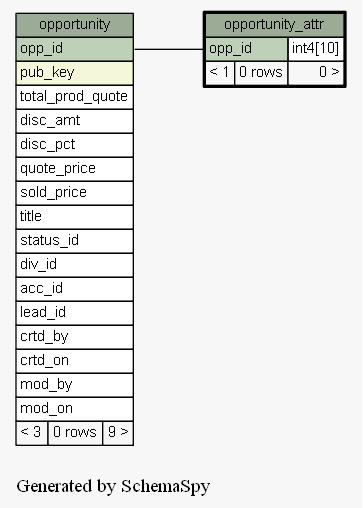 opportunity
opp_id
pub_key
total_prod_quote
disc_amt
disc_pct
quote_price
sold_price
title
status_id
div_id
acc_id
lead_id
crtd_by
crtd_on
mod_by
mod_on
< 3 0 rows 9 >
opportunity_attr
opp_id int4[10]
< 1 0 rows 0 >
Generated by SchemaSpy